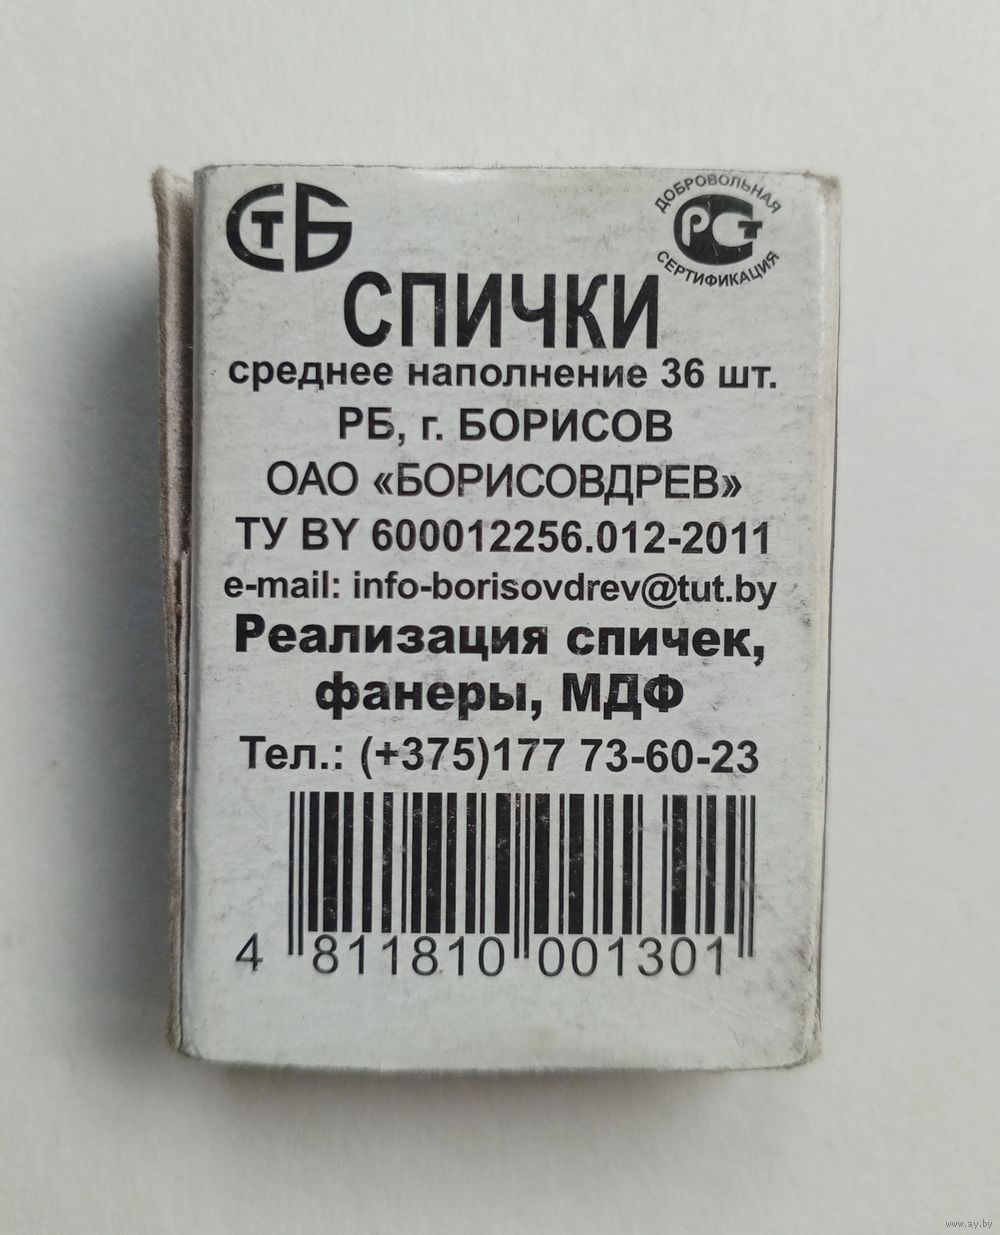 СТБ
ДОБРОВОЛЬНАЯ
РСТ
СЕРТИФИКАЦИЯ
СПИЧКИ
среднее наполнение 36 шт.
РБ, г. БОРИСОВ
ОАО «БОРИСОВДРЕВ»
ТУ BY 600012256.012-2011
e-mail: info-borisovdrev@tut.by
Реализация спичек,
фанеры, МДФ
Тел.: (+375)177 73-60-23
4 811810 001301
www.ay.by